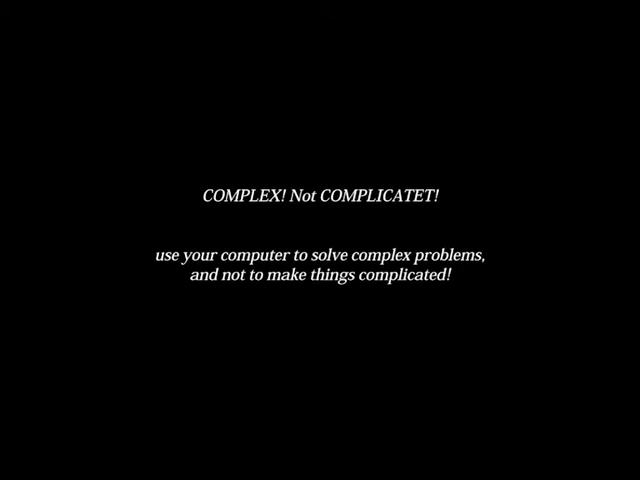 COMPLEX! Not COMPLICATET!
use your computer to solve complex problems,
and not to make things complicated!